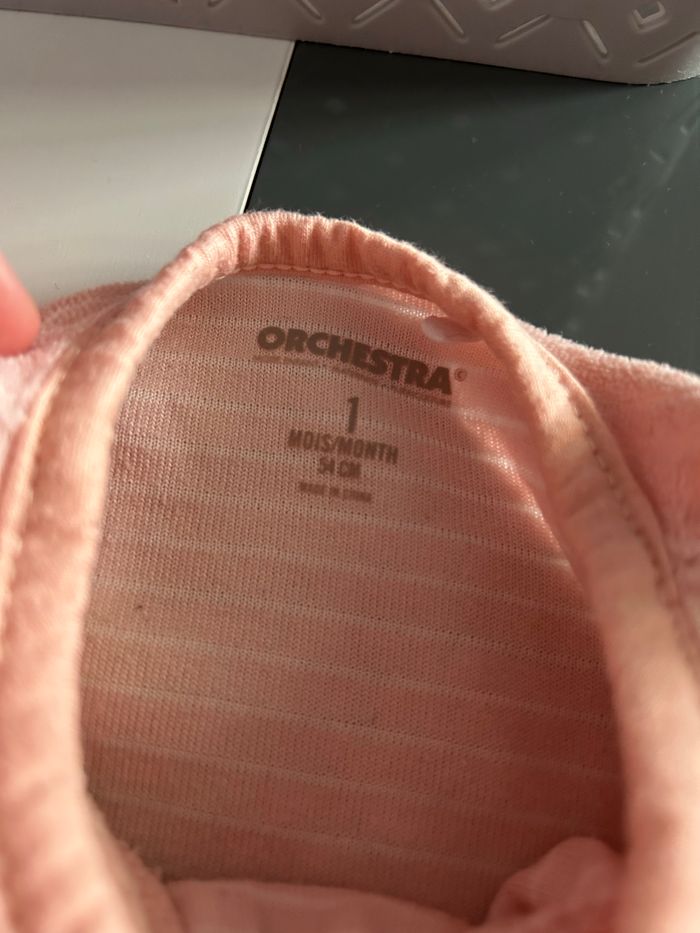 ORCHESTRA©
1
MOIS/MONTH
54 CM
MADE IN CHINA